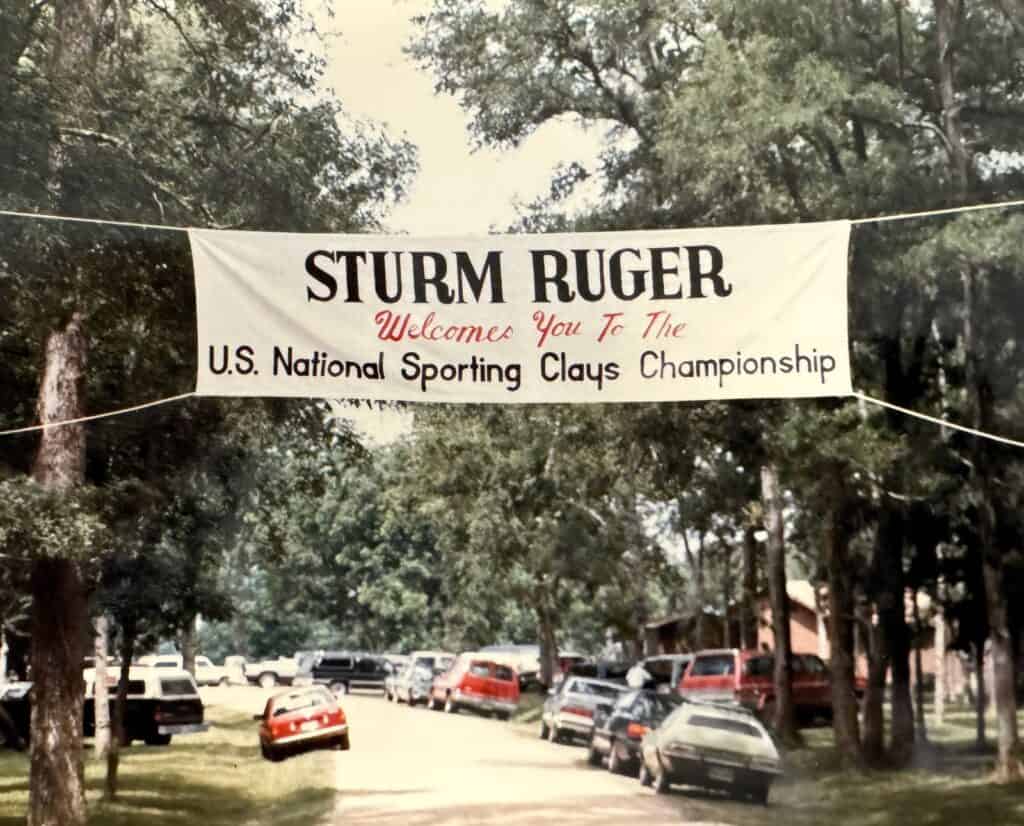 STURM RUGER
Welcomes You To The
U.S. National Sporting Clays Championship